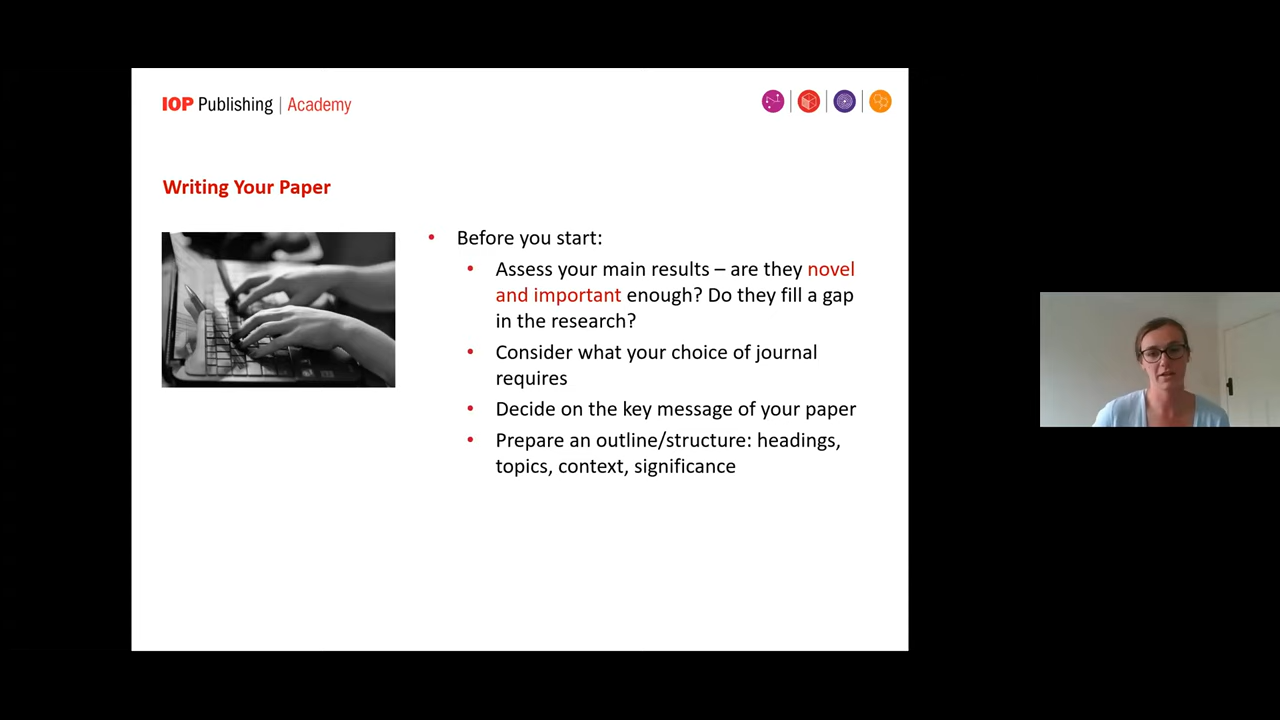 IOP Publishing | Academy
Writing Your Paper
• Before you start:
• Assess your main results – are they novel
and important enough? Do they fill a gap
in the research?
• Consider what your choice of journal
requires
• Decide on the key message of your paper
• Prepare an outline/structure: headings,
topics, context, significance